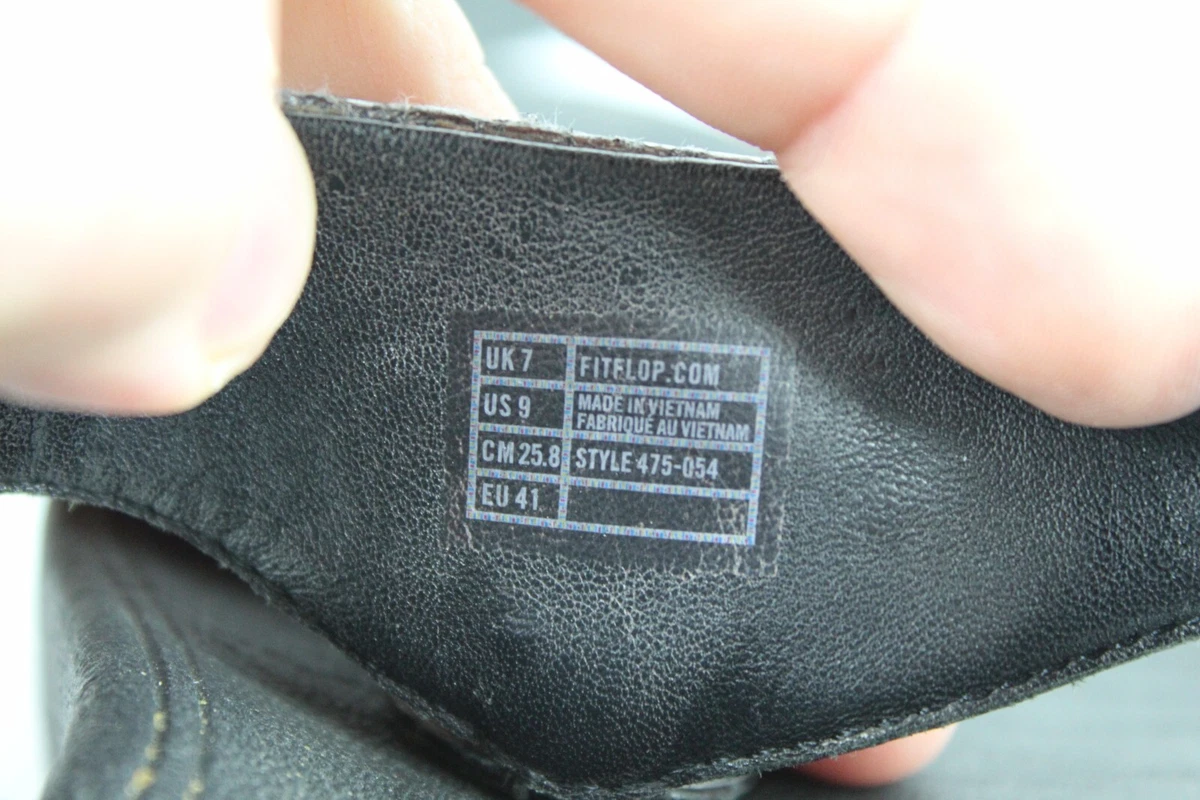 UK 7 FITFLOP.COM
US 9 MADE IN VIETNAM
FABRIQUÉ AU VIETNAM
CM 25.8 STYLE 475-054
EU 41